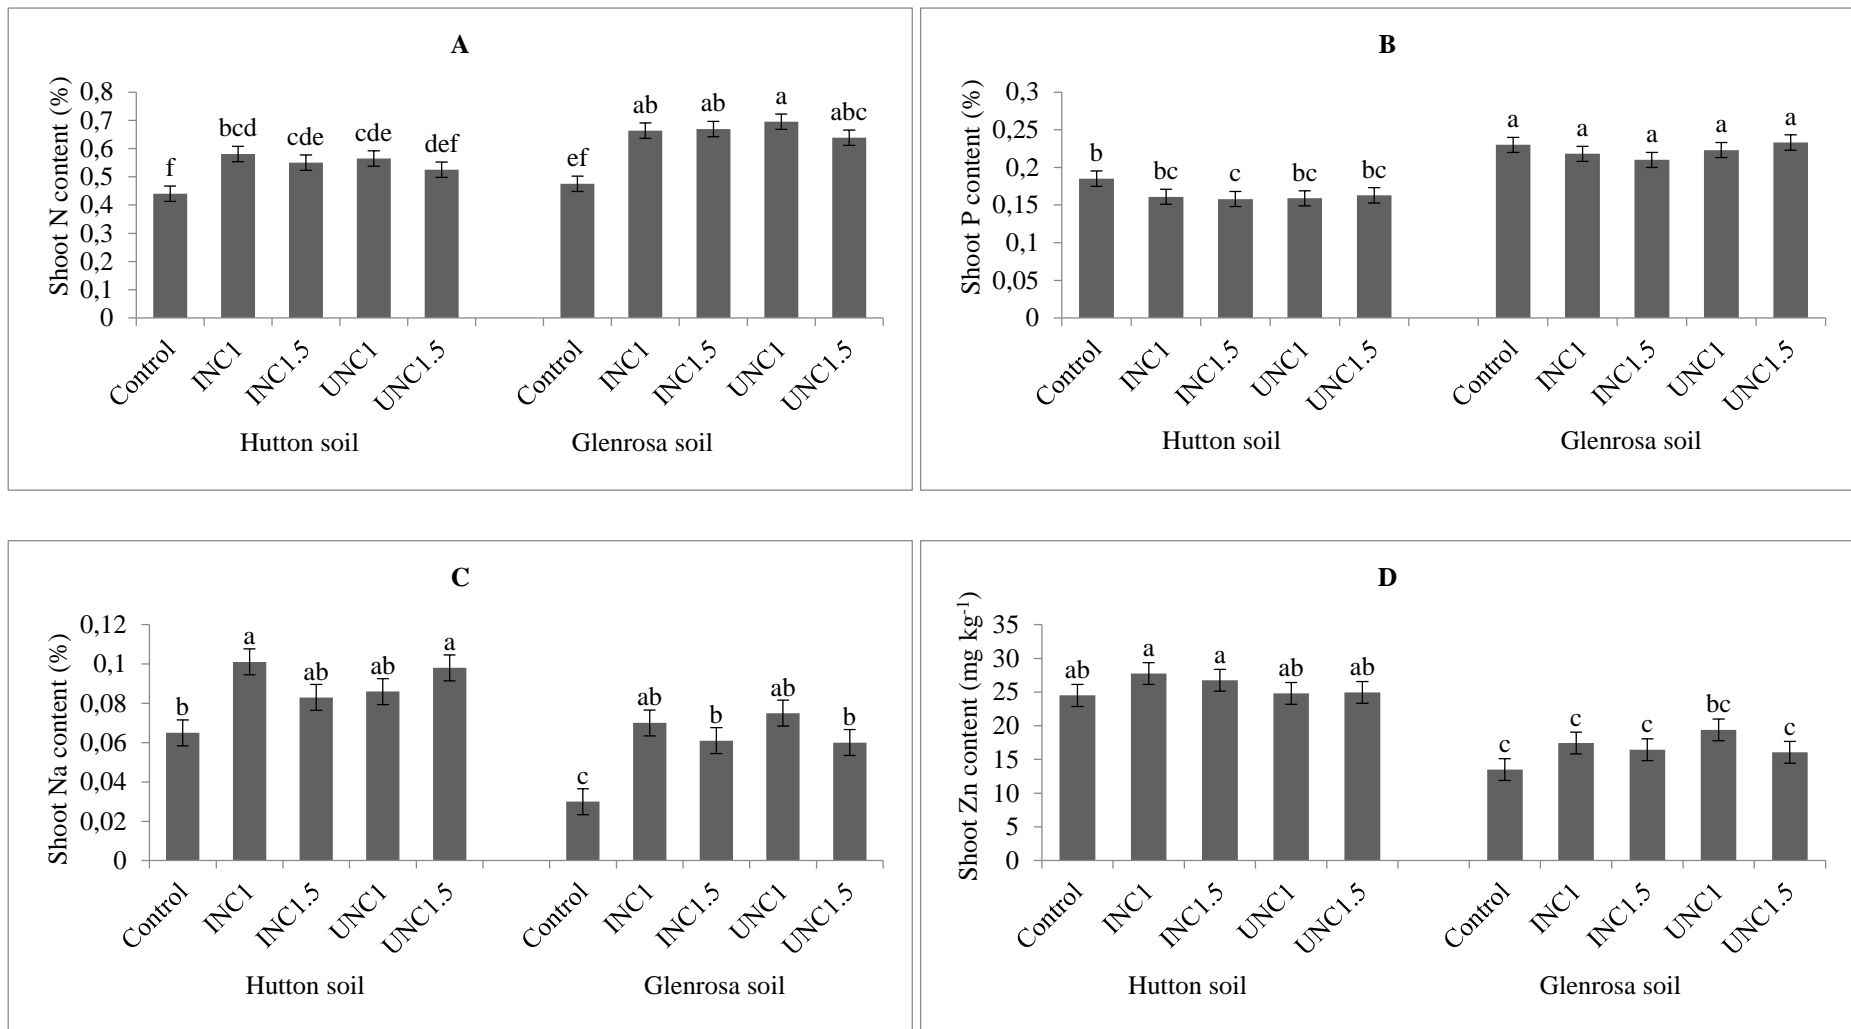 A
Shoot N content (%)
0,8
0,7
0,6
0,5
0,4
0,3
0,2
0,1
0
f
bcd
cde
cde
def
ef
ab
ab
a
abc
Control
INC1
INC1.5
UNC1
UNC1.5
Control
INC1
INC1.5
UNC1
UNC1.5
Hutton soil
Glenrosa soil
B
Shoot P content (%)
0,3
0,25
0,2
0,15
0,1
0,05
0
b
bc
c
bc
bc
a
a
a
a
a
Control
INC1
INC1.5
UNC1
UNC1.5
Control
INC1
INC1.5
UNC1
UNC1.5
Hutton soil
Glenrosa soil
C
Shoot Na content (%)
0,12
0,1
0,08
0,06
0,04
0,02
0
b
a
ab
ab
a
c
ab
b
ab
b
Control
INC1
INC1.5
UNC1
UNC1.5
Control
INC1
INC1.5
UNC1
UNC1.5
Hutton soil
Glenrosa soil
D
Shoot Zn content (mg kg⁻¹)
35
30
25
20
15
10
5
0
ab
a
a
ab
ab
c
c
c
bc
c
Control
INC1
INC1.5
UNC1
UNC1.5
Control
INC1
INC1.5
UNC1
UNC1.5
Hutton soil
Glenrosa soil